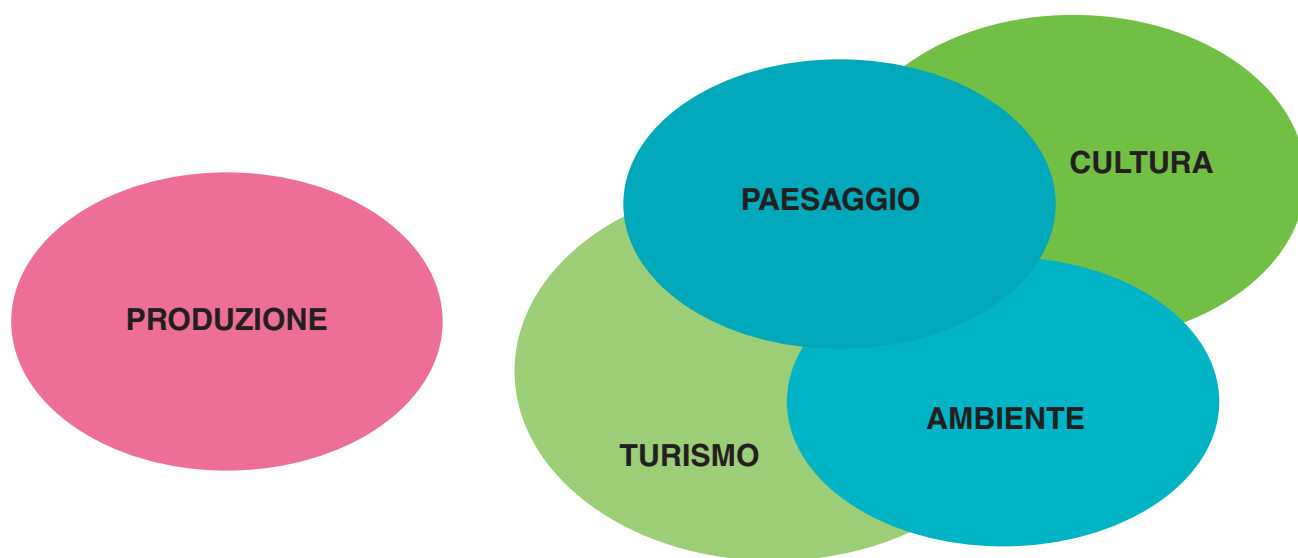 PRODUZIONE
PAESAGGIO
CULTURA
TURISMO
AMBIENTE